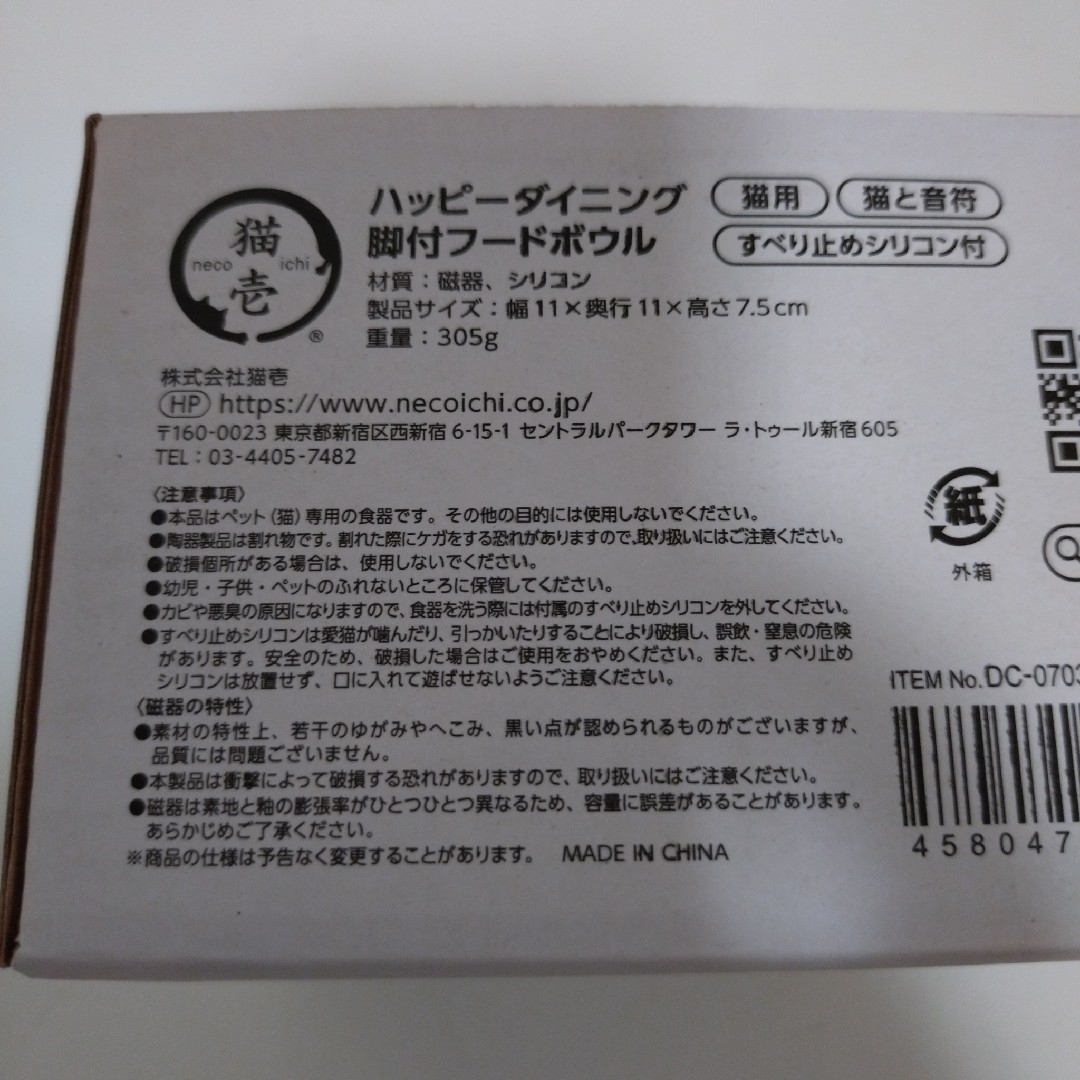 猫壱
neco ichi
®
ハッピーダイニング
脚付フードボウル
猫用
猫と音符
すべり止めシリコン付
材質：磁器、シリコン
製品サイズ：幅11×奥行11×高さ7.5cm
重量：305g
株式会社猫壱
HP https://www.necoichi.co.jp/
〒160-0023 東京都新宿区西新宿 6-15-1 セントラルパークタワー ラ・トゥール新宿 605
TEL：03-4405-7482
〈注意事項〉
●本品はペット（猫）専用の食器です。その他の目的には使用しないでください。
●陶器製品は割れ物です。割れた際にケガをする恐れがありますので、取り扱いにはご注意ください。
●破損個所がある場合は、使用しないでください。
●幼児・子供・ペットのふれないところに保管してください。
●カビや悪臭の原因になりますので、食器を洗う際には付属のすべり止めシリコンを外してください。
●すべり止めシリコンは愛猫が噛んだり、引っかいたりすることにより破損し、誤飲・窒息の危険
があります。安全のため、破損した場合はご使用をおやめください。また、すべり止め
シリコンは放置せず、口に入れて遊ばせないようご注意ください。
〈磁器の特性〉
●素材の特性上、若干のゆがみやへこみ、黒い点が認められるものがございますが、
品質には問題ございません。
●本製品は衝撃によって破損する恐れがありますので、取り扱いにはご注意ください。
●磁器は素地と釉の膨張率がひとつひとつ異なるため、容量に誤差があることがあります。
あらかじめご了承ください。
※商品の仕様は予告なく変更することがあります。 MADE IN CHINA
紙
外箱
ITEM No. DC-0703
458047